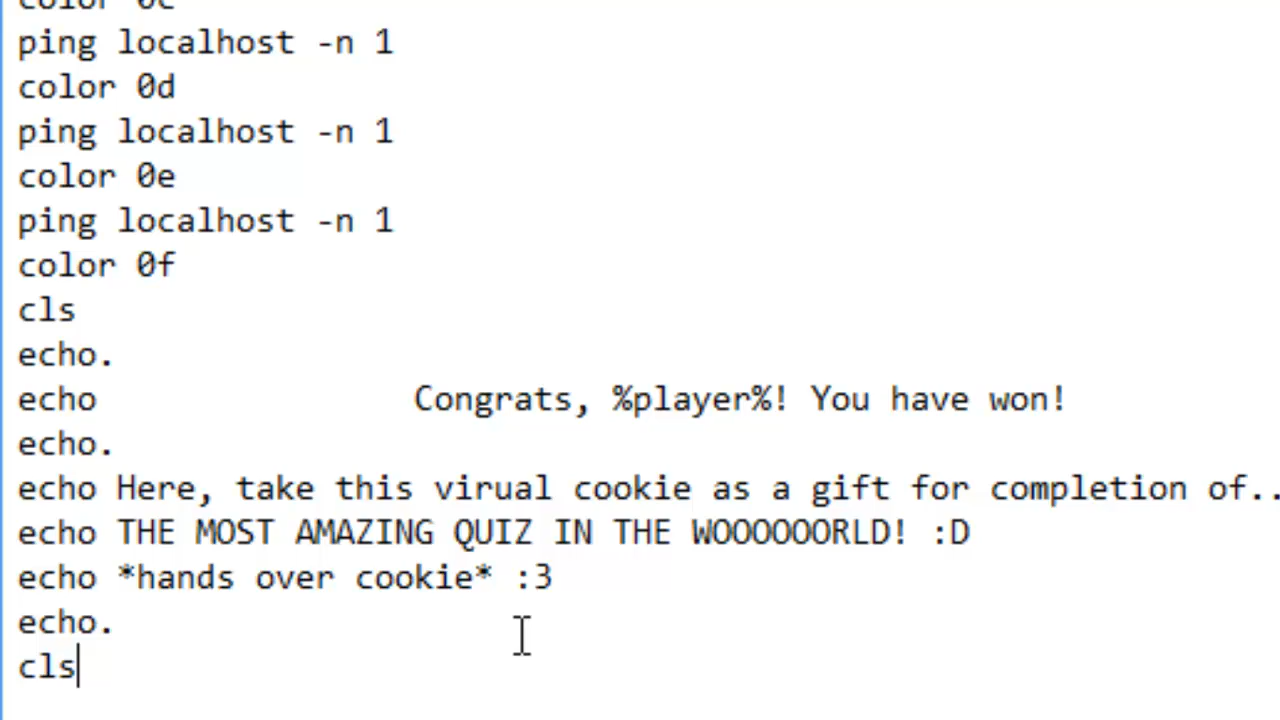 color 0c
ping localhost -n 1
color 0d
ping localhost -n 1
color 0e
ping localhost -n 1
color 0f
cls
echo.
echo                Congrats, %player%! You have won!
echo.
echo Here, take this virual cookie as a gift for completion of..
echo THE MOST AMAZING QUIZ IN THE WOOOOOORLD! :D
echo *hands over cookie* :3
echo.
cls